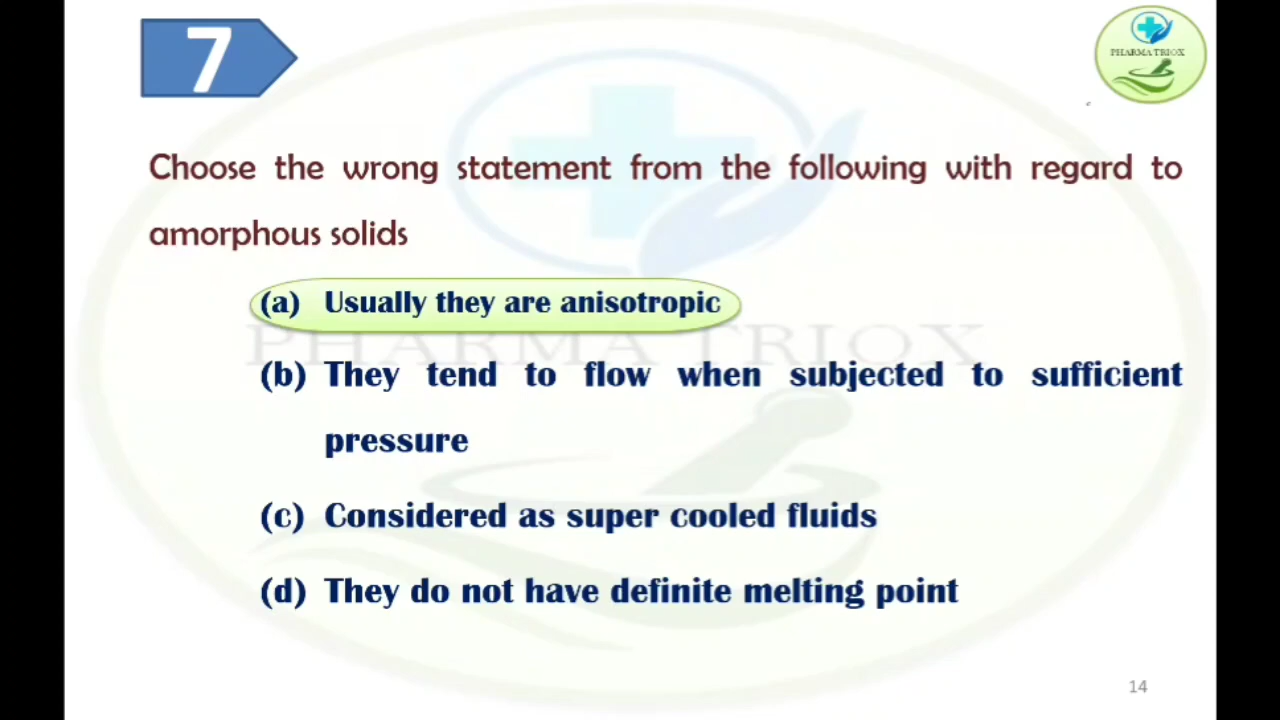 7
PHARMA TRIOX
Choose the wrong statement from the following with regard to
amorphous solids
(a) Usually they are anisotropic
PHARMA TRIOX
(b) They tend to flow when subjected to sufficient
pressure
(c) Considered as super cooled fluids
(d) They do not have definite melting point
14